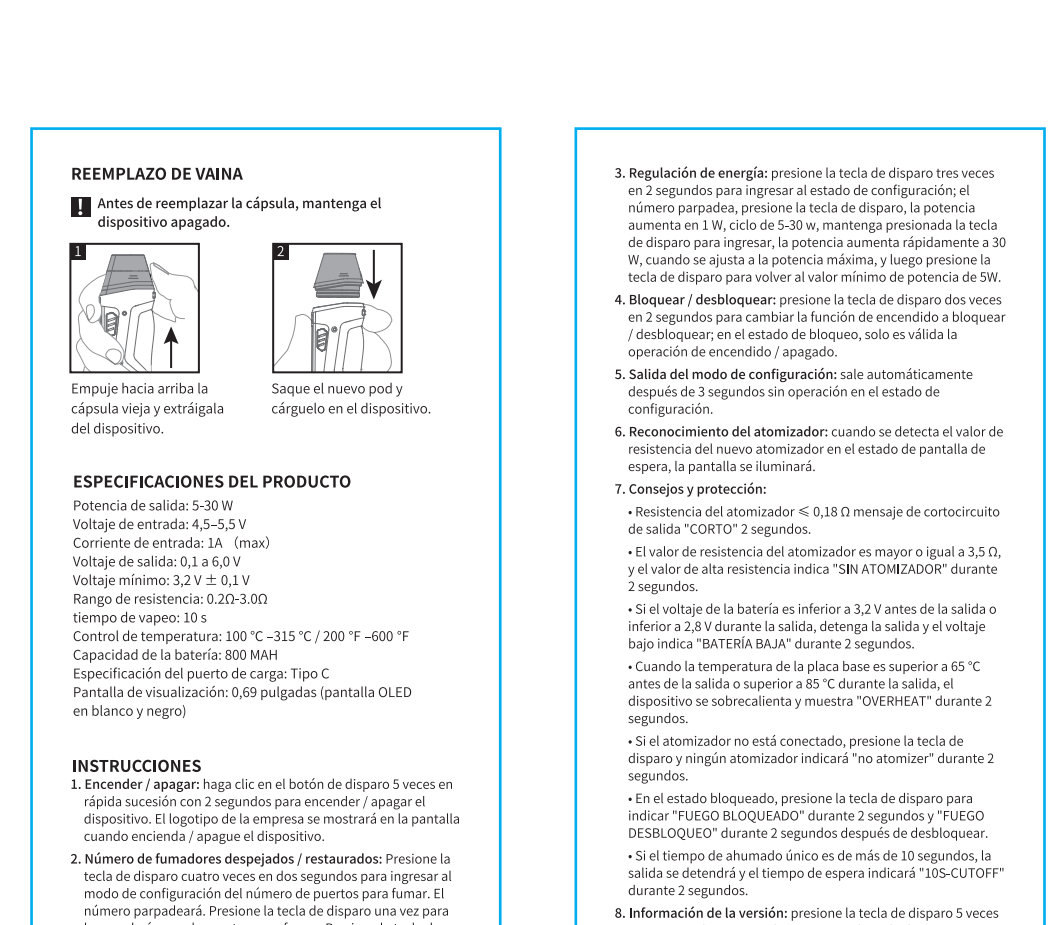 REEMPLAZO DE VAINA
! Antes de reemplazar la cápsula, mantenga el
dispositivo apagado.
1
2
Empuje hacia arriba la
cápsula vieja y extráigala
del dispositivo.
Saque el nuevo pod y
cárguelo en el dispositivo.
ESPECIFICACIONES DEL PRODUCTO
Potencia de salida: 5-30 W
Voltaje de entrada: 4,5–5,5 V
Corriente de entrada: 1A （max）
Voltaje de salida: 0,1 a 6,0 V
Voltaje mínimo: 3,2 V ± 0,1 V
Rango de resistencia: 0.2Ω-3.0Ω
tiempo de vapeo: 10 s
Control de temperatura: 100 °C –315 °C / 200 °F –600 °F
Capacidad de la batería: 800 MAH
Especificación del puerto de carga: Tipo C
Pantalla de visualización: 0,69 pulgadas (pantalla OLED
en blanco y negro)
INSTRUCCIONES
1. Encender / apagar: haga clic en el botón de disparo 5 veces en
rápida sucesión con 2 segundos para encender / apagar el
dispositivo. El logotipo de la empresa se mostrará en la pantalla
cuando encienda / apague el dispositivo.
2. Número de fumadores despejados / restaurados: Presione la
tecla de disparo cuatro veces en dos segundos para ingresar al
modo de configuración del número de puertos para fumar. El
número parpadeará. Presione la tecla de disparo una vez para
3. Regulación de energía: presione la tecla de disparo tres veces
en 2 segundos para ingresar al estado de configuración; el
número parpadea, presione la tecla de disparo, la potencia
aumenta en 1 W, ciclo de 5-30 w, mantenga presionada la tecla
de disparo para ingresar, la potencia aumenta rápidamente a 30
W, cuando se ajusta a la potencia máxima, y luego presione la
tecla de disparo para volver al valor mínimo de potencia de 5W.
4. Bloquear / desbloquear: presione la tecla de disparo dos veces
en 2 segundos para cambiar la función de encendido a bloquear
/ desbloquear; en el estado de bloqueo, solo es válida la
operación de encendido / apagado.
5. Salida del modo de configuración: sale automáticamente
después de 3 segundos sin operación en el estado de
configuración.
6. Reconocimiento del atomizador: cuando se detecta el valor de
resistencia del nuevo atomizador en el estado de pantalla de
espera, la pantalla se iluminará.
7. Consejos y protección:
• Resistencia del atomizador ≤ 0,18 Ω mensaje de cortocircuito
de salida "CORTO" 2 segundos.
• El valor de resistencia del atomizador es mayor o igual a 3,5 Ω,
y el valor de alta resistencia indica "SIN ATOMIZADOR" durante
2 segundos.
• Si el voltaje de la batería es inferior a 3,2 V antes de la salida o
inferior a 2,8 V durante la salida, detenga la salida y el voltaje
bajo indica "BATERÍA BAJA" durante 2 segundos.
• Cuando la temperatura de la placa base es superior a 65 °C
antes de la salida o superior a 85 °C durante la salida, el
dispositivo se sobrecalienta y muestra "OVERHEAT" durante 2
segundos.
• Si el atomizador no está conectado, presione la tecla de
disparo y ningún atomizador indicará "no atomizer" durante 2
segundos.
• En el estado bloqueado, presione la tecla de disparo para
indicar "FUEGO BLOQUEADO" durante 2 segundos y "FUEGO
DESBLOQUEO" durante 2 segundos después de desbloquear.
• Si el tiempo de ahumado único es de más de 10 segundos, la
salida se detendrá y el tiempo de espera indicará "10S-CUTOFF"
durante 2 segundos.
8. Información de la versión: presione la tecla de disparo 5 veces